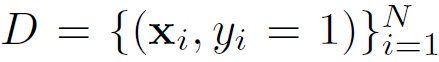 D = {(x_i, y_i = 1)}_{i=1}^N